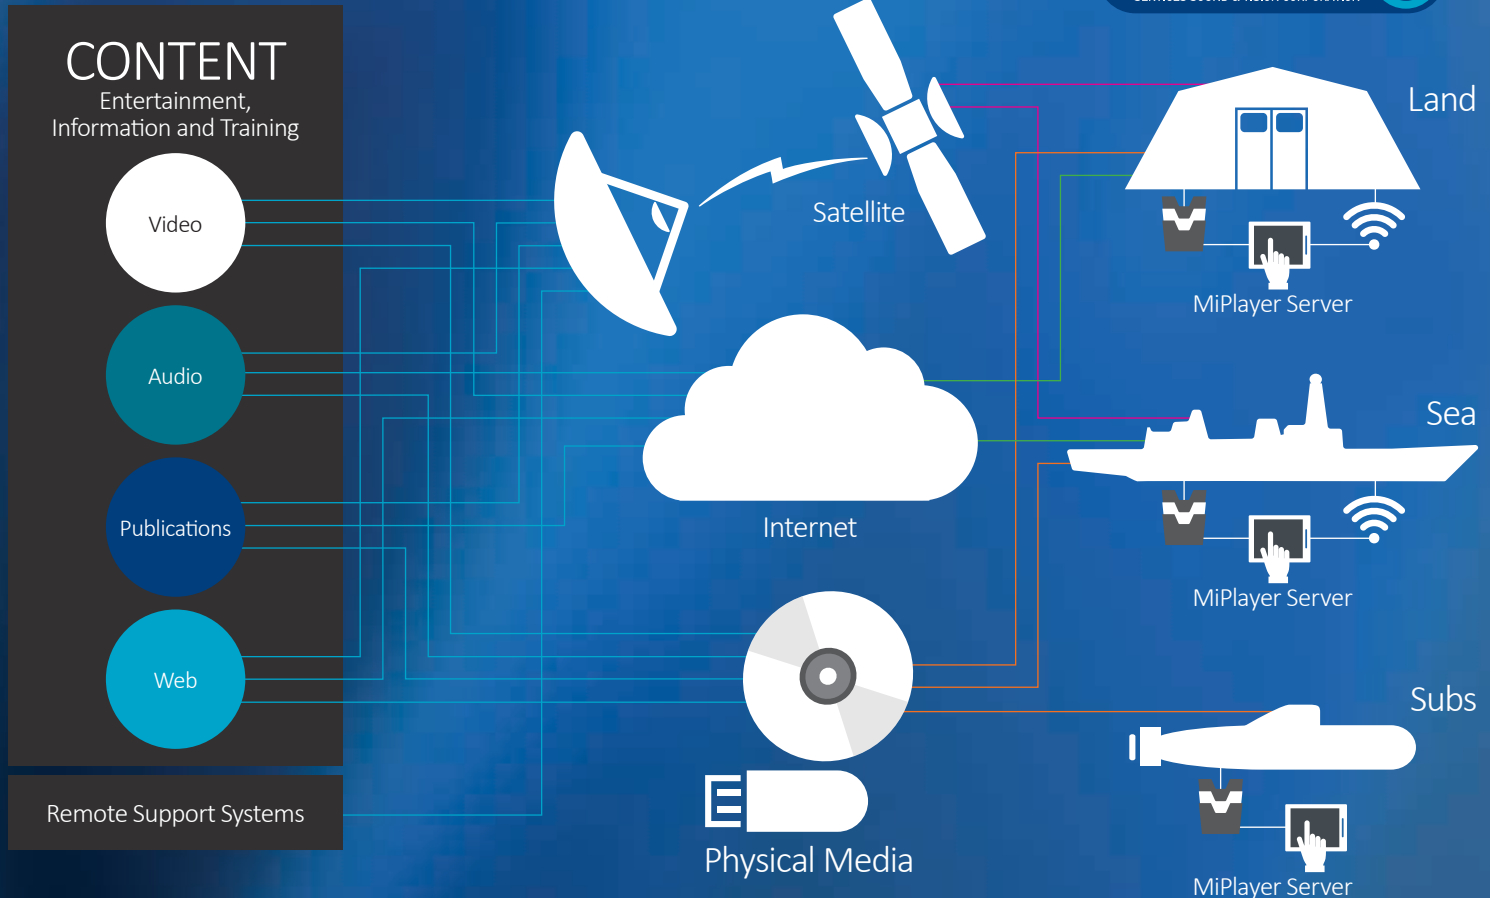 CONTENT
Entertainment,
Information and Training
Video
Audio
Publications
Web
Remote Support Systems
Satellite
Internet
Physical Media
Land
MiPlayer Server
Sea
MiPlayer Server
Subs
MiPlayer Server